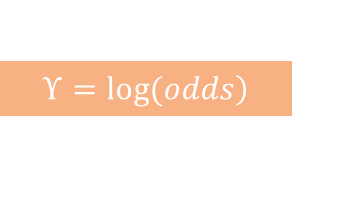 ϒ = log(odds)